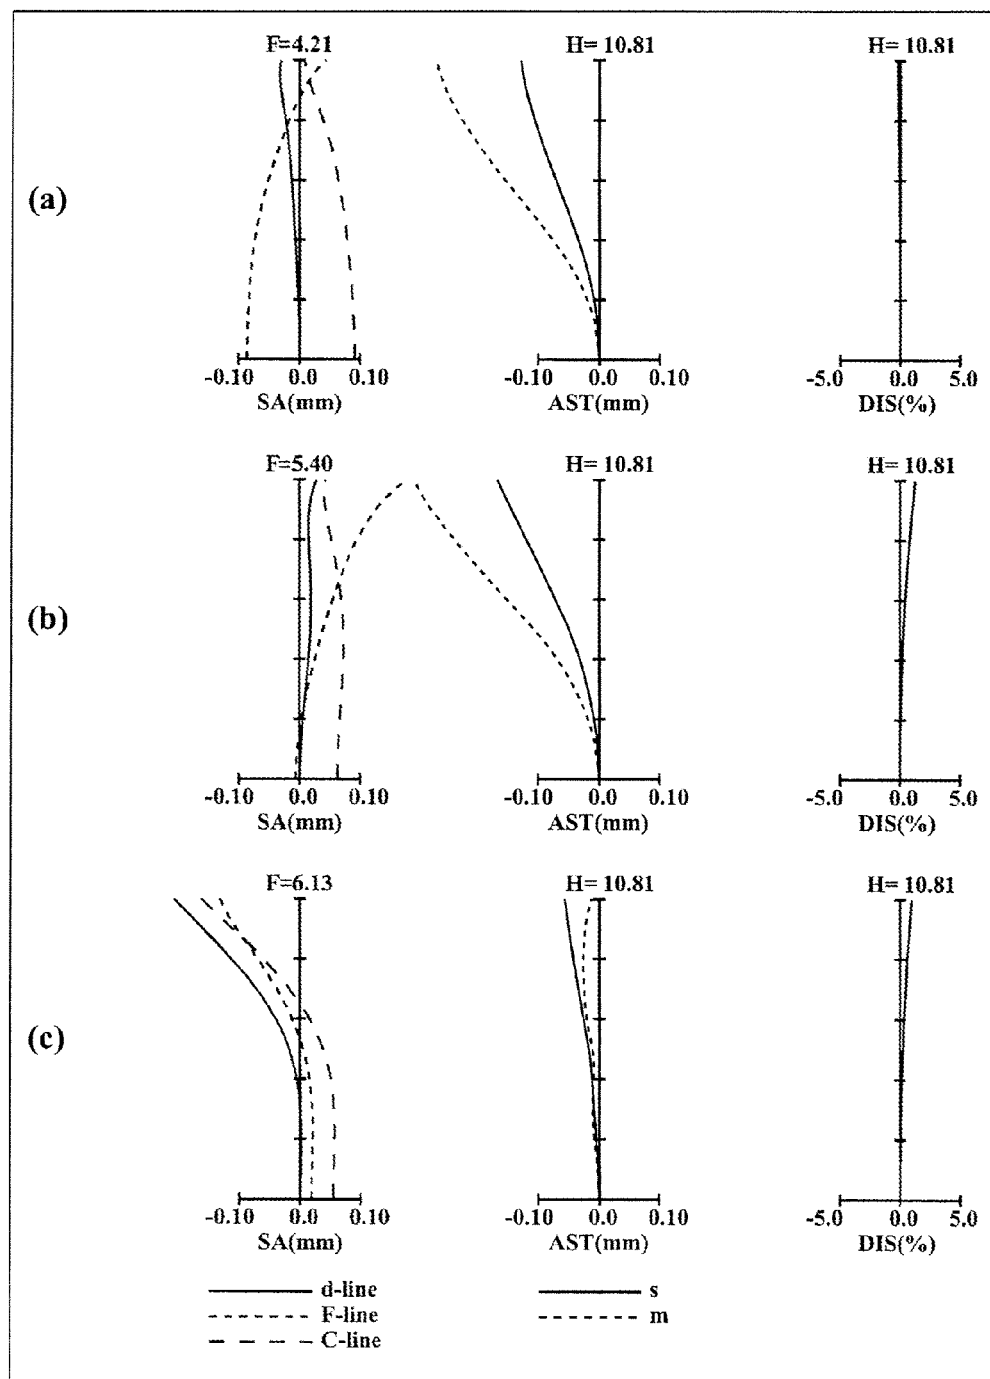 F=4.21 H= 10.81 H= 10.81
(a)
-0.10 0.0 0.10 -0.10 0.0 0.10 -5.0 0.0 5.0
SA(mm) AST(mm) DIS(%)
F=5.40 H= 10.81 H= 10.81
(b)
-0.10 0.0 0.10 -0.10 0.0 0.10 -5.0 0.0 5.0
SA(mm) AST(mm) DIS(%)
F=6.13 H= 10.81 H= 10.81
(c)
-0.10 0.0 0.10 -0.10 0.0 0.10 -5.0 0.0 5.0
SA(mm) AST(mm) DIS(%)
d-line s
F-line m
C-line